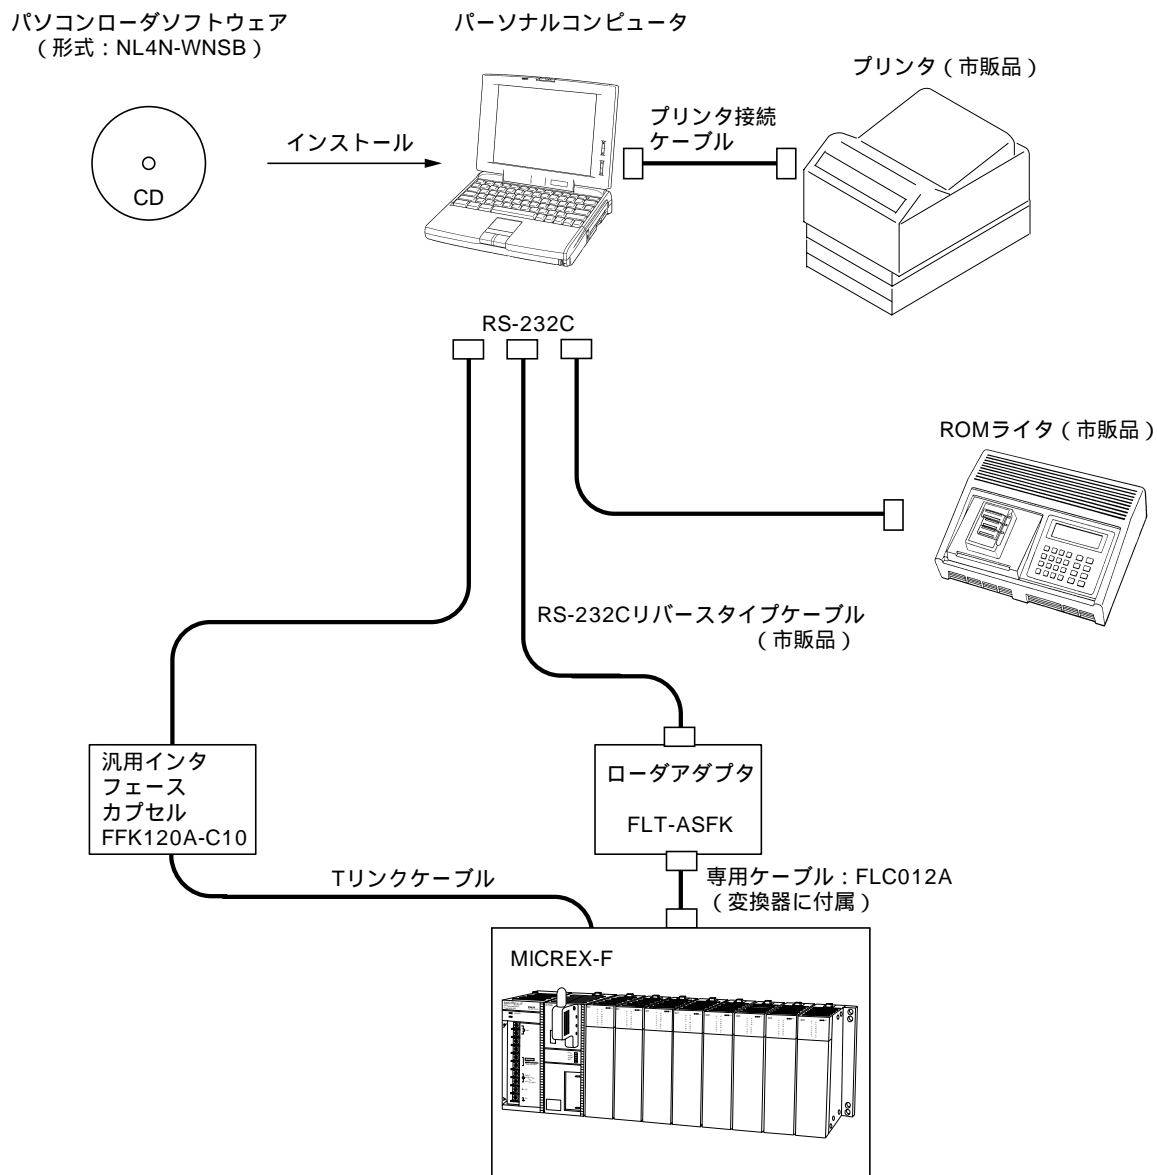 パソコンローダソフトウェア
（形式：NL4N-WNSB）
パーソナルコンピュータ
プリンタ（市販品）
プリンタ接続
ケーブル
インストール
CD
RS-232C
ROMライタ（市販品）
RS-232Cリバースタイプケーブル
（市販品）
汎用インタ
フェース
カプセル
FFK120A-C10
ローダアダプタ
FLT-ASFK
Tリンクケーブル
専用ケーブル：FLC012A
（変換器に付属）
MICREX-F